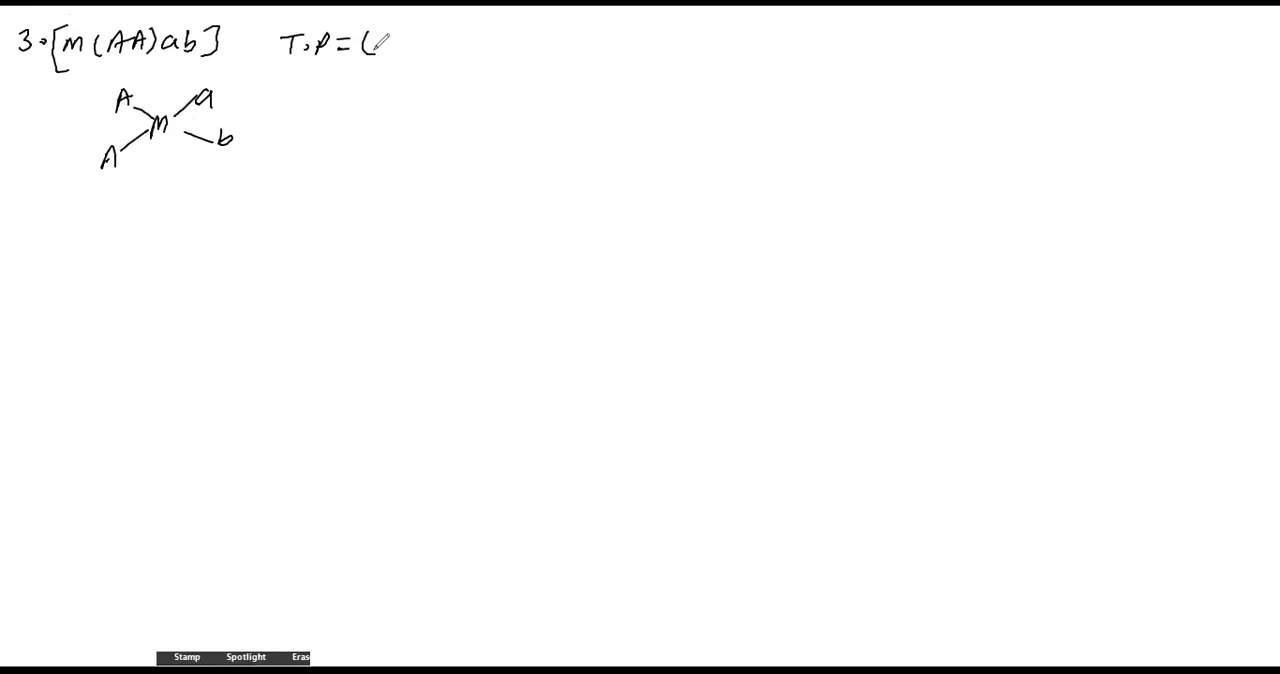 3.[M(AA)ab] T.P = (
A a
M
A b
Stamp Spotlight Eras